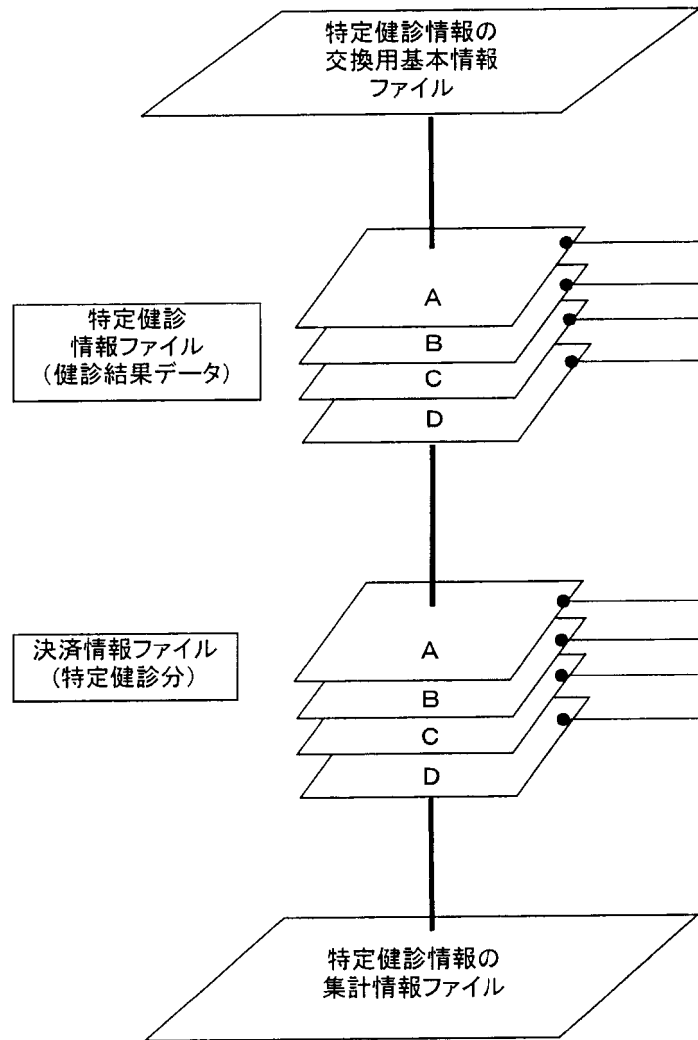 特定健診情報の
交換用基本情報
ファイル
特定健診
情報ファイル
(健診結果データ)
A
B
C
D
決済情報ファイル
(特定健診分)
A
B
C
D
特定健診情報の
集計情報ファイル